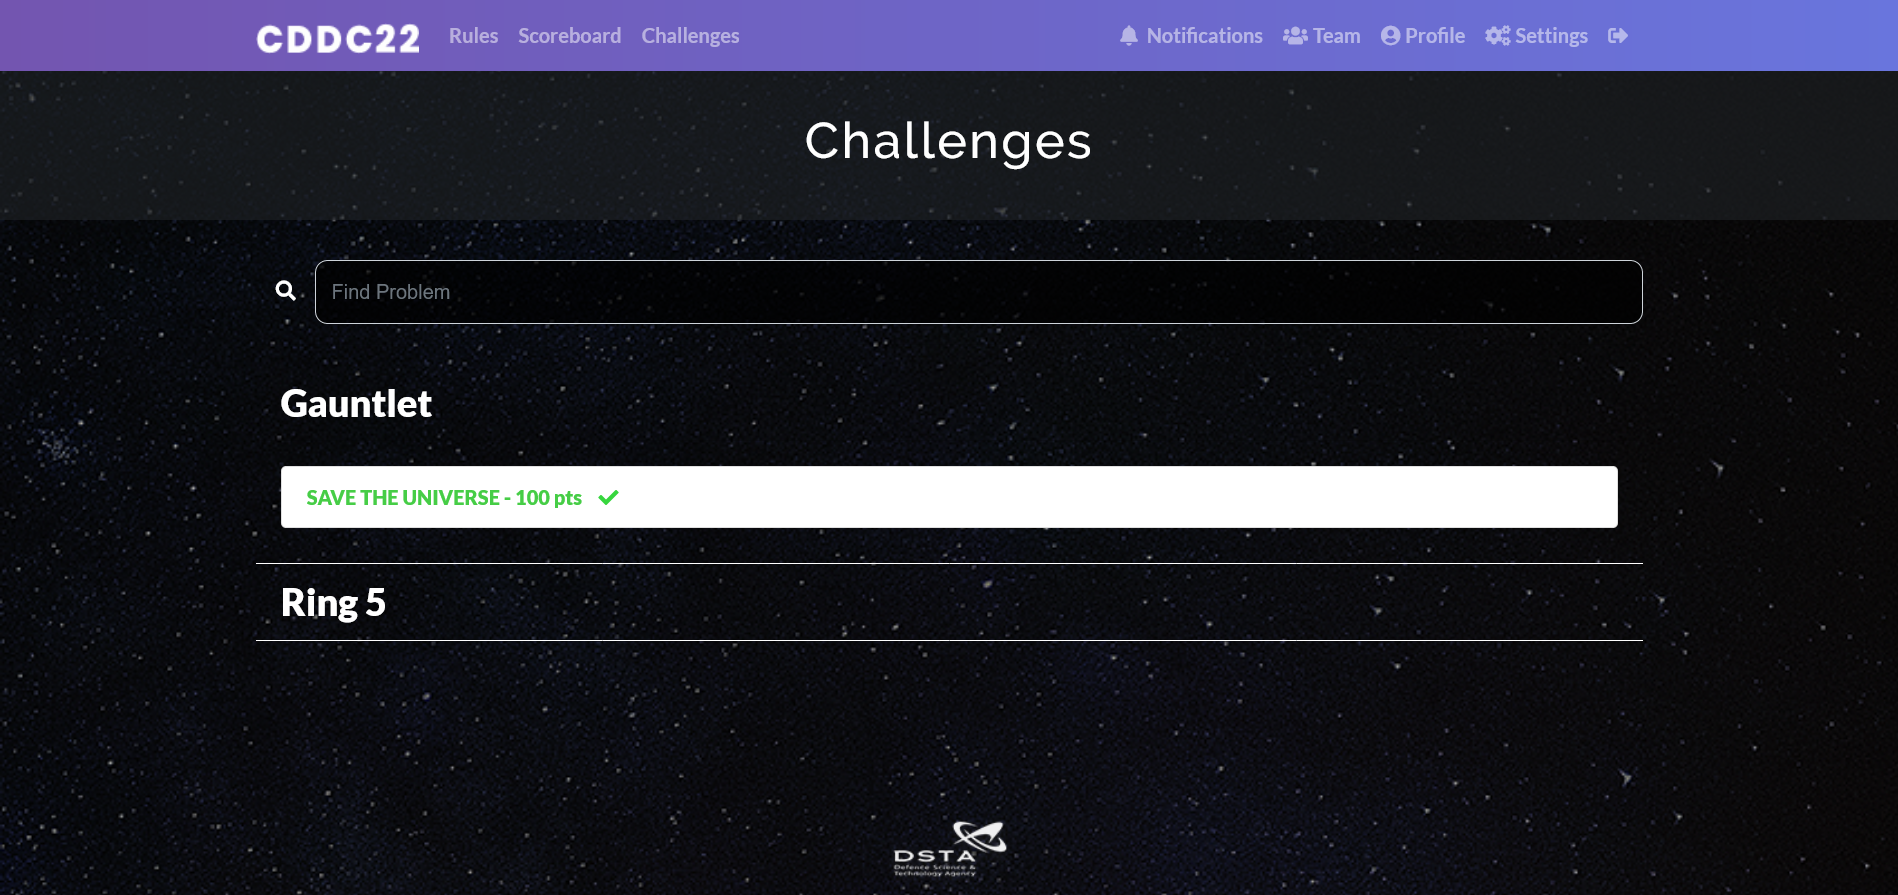 CDDC22 Rules Scoreboard Challenges Notifications Team Profile Settings
Challenges
Find Problem
Gauntlet
SAVE THE UNIVERSE - 100 pts
Ring 5
DSTA
Defence Science &
Technology Agency